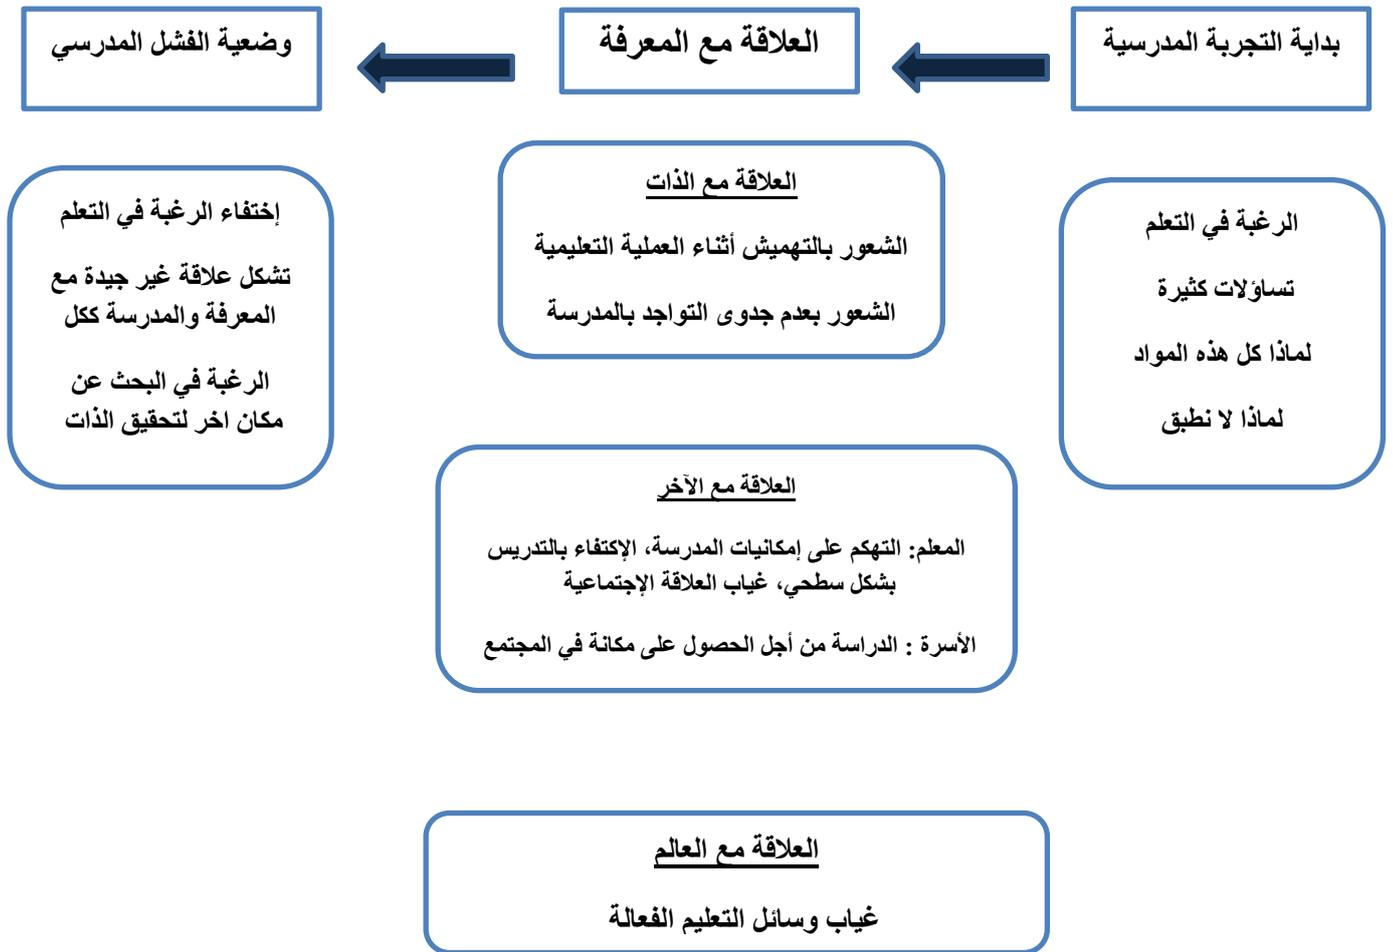 بداية التجربة المدرسية
العلاقة مع المعرفة
وضعية الفشل المدرسي
الرغبة في التعلم
تساؤلات كثيرة
لماذا كل هذه المواد
لماذا لا نطبق
العلاقة مع الذات
الشعور بالتهميش أثناء العملية التعليمية
الشعور بعدم جدوى التواجد بالمدرسة
العلاقة مع الآخر
المعلم: التهكم على إمكانيات المدرسة، الإكتفاء بالتدريس
بشكل سطحي، غياب العلاقة الإجتماعية
الأسرة : الدراسة من أجل الحصول على مكانة في المجتمع
العلاقة مع العالم
غياب وسائل التعليم الفعالة
إختفاء الرغبة في التعلم
تشكل علاقة غير جيدة مع
المعرفة والمدرسة ككل
الرغبة في البحث عن
مكان اخر لتحقيق الذات